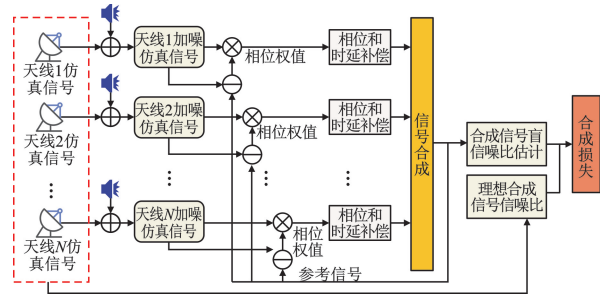 天线1仿
真信号
天线1加噪
仿真信号
相位权值
相位和
时延补偿
天线2仿
真信号
天线2加噪
仿真信号
相位权值
相位和
时延补偿
天线N仿
真信号
天线N加噪
仿真信号
相位
权值
相位和
时延补偿
参考信号
信号合成
合成信号盲
信噪比估计
理想合成
信号信噪比
合成损失